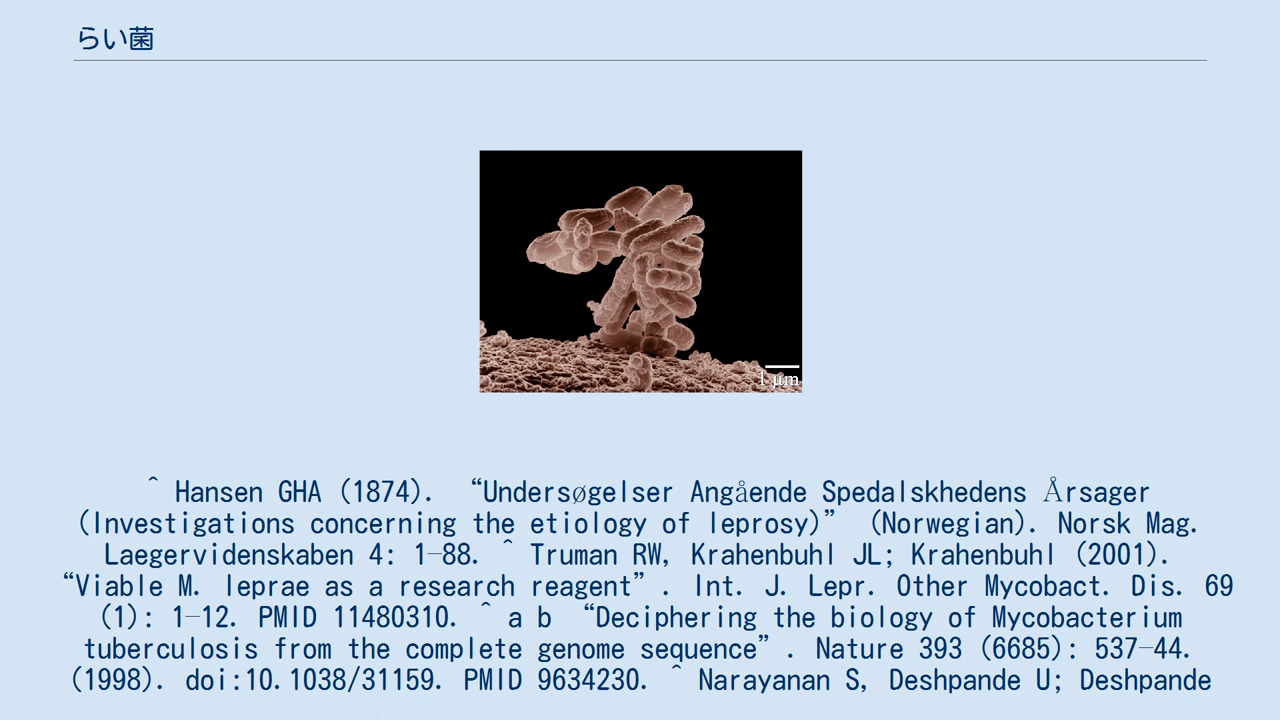 らい菌
1 µm
^ Hansen GHA (1874). “Undersøgelser Angående Spedalskhedens Årsager
(Investigations concerning the etiology of leprosy)” (Norwegian). Norsk Mag.
Laegervidenskaben 4: 1–88. ^ Truman RW, Krahenbuhl JL; Krahenbuhl (2001).
“Viable M. leprae as a research reagent”. Int. J. Lepr. Other Mycobact. Dis. 69
(1): 1–12. PMID 11480310. ^ a b “Deciphering the biology of Mycobacterium
tuberculosis from the complete genome sequence”. Nature 393 (6685): 537–44.
(1998). doi:10.1038/31159. PMID 9634230. ^ Narayanan S, Deshpande U; Deshpande